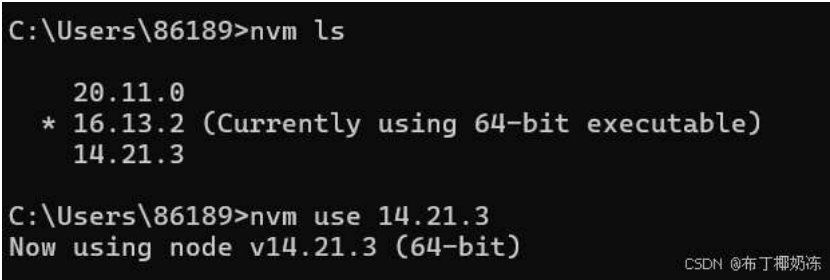 C:\Users\86189>nvm ls
20.11.0
* 16.13.2 (Currently using 64-bit executable)
14.21.3
C:\Users\86189>nvm use 14.21.3
Now using node v14.21.3 (64-bit)
CSDN @布丁椰奶冻